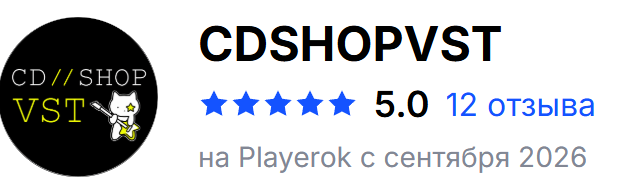 CD//SHOP
VST
CDSHOPVST
5.0 12 отзыва
на Playerok с сентября 2026